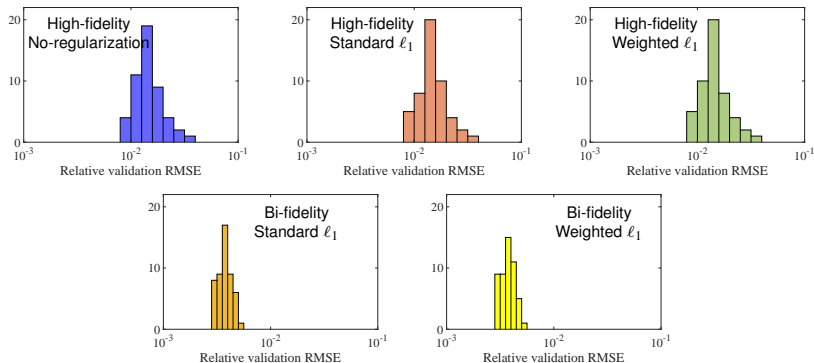 High-fidelity
No-regularization
20
10
0
10⁻³
10⁻²
10⁻¹
Relative validation RMSE
High-fidelity
Standard ℓ₁
20
10
0
10⁻³
10⁻²
10⁻¹
Relative validation RMSE
High-fidelity
Weighted ℓ₁
20
10
0
10⁻³
10⁻²
10⁻¹
Relative validation RMSE
Bi-fidelity
Standard ℓ₁
20
10
0
10⁻³
10⁻²
10⁻¹
Relative validation RMSE
Bi-fidelity
Weighted ℓ₁
20
10
0
10⁻³
10⁻²
10⁻¹
Relative validation RMSE